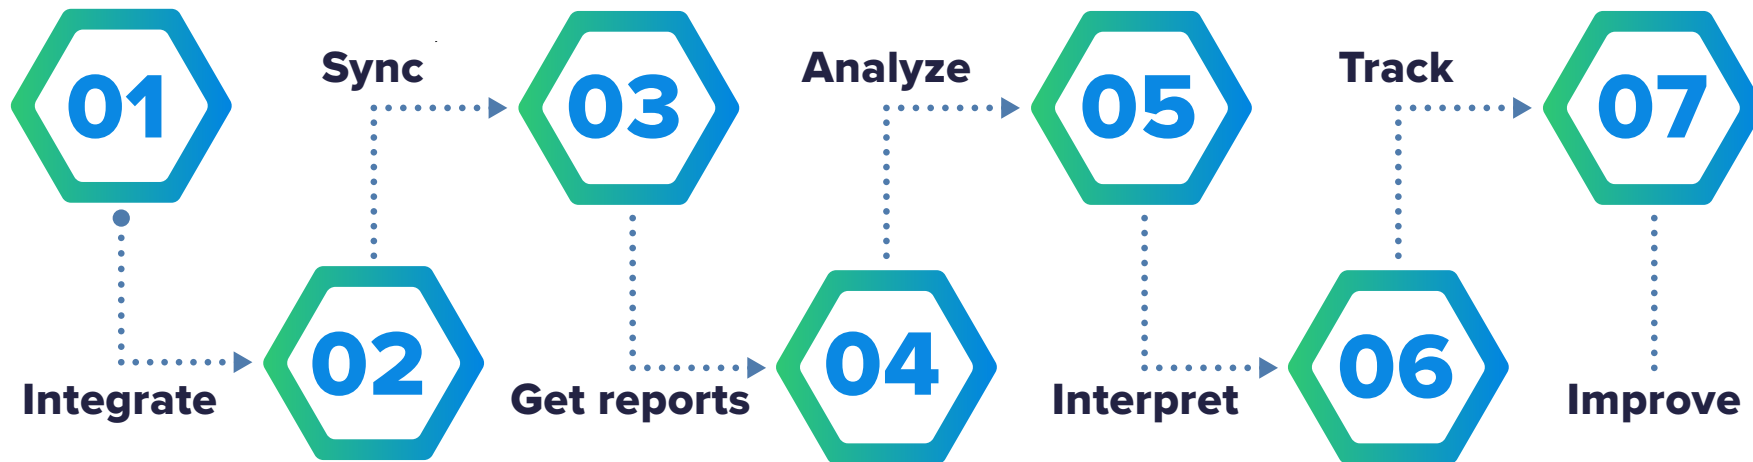 01
Integrate
02
Sync
03
Get reports
04
Analyze
05
Interpret
06
Track
07
Improve